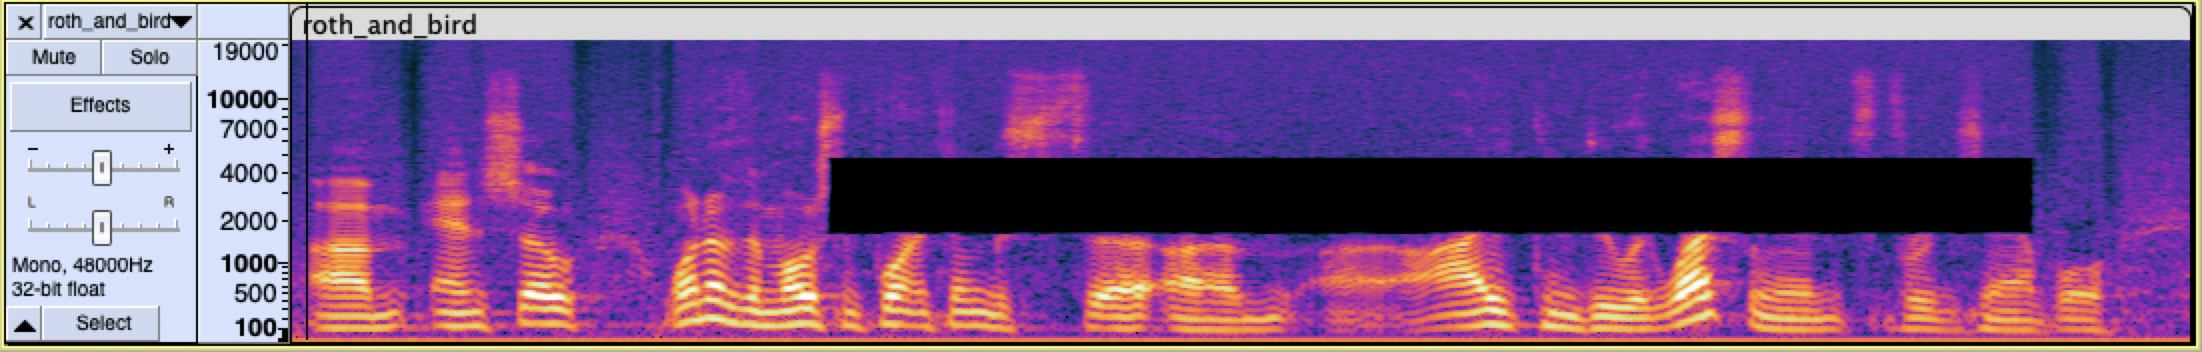 × roth_and_bird▼ roth_and_bird
Mute Solo
Effects
- +
L R
Mono, 48000Hz
32-bit float
▲ Select
19000
10000
7000
4000
2000
1000
500
100